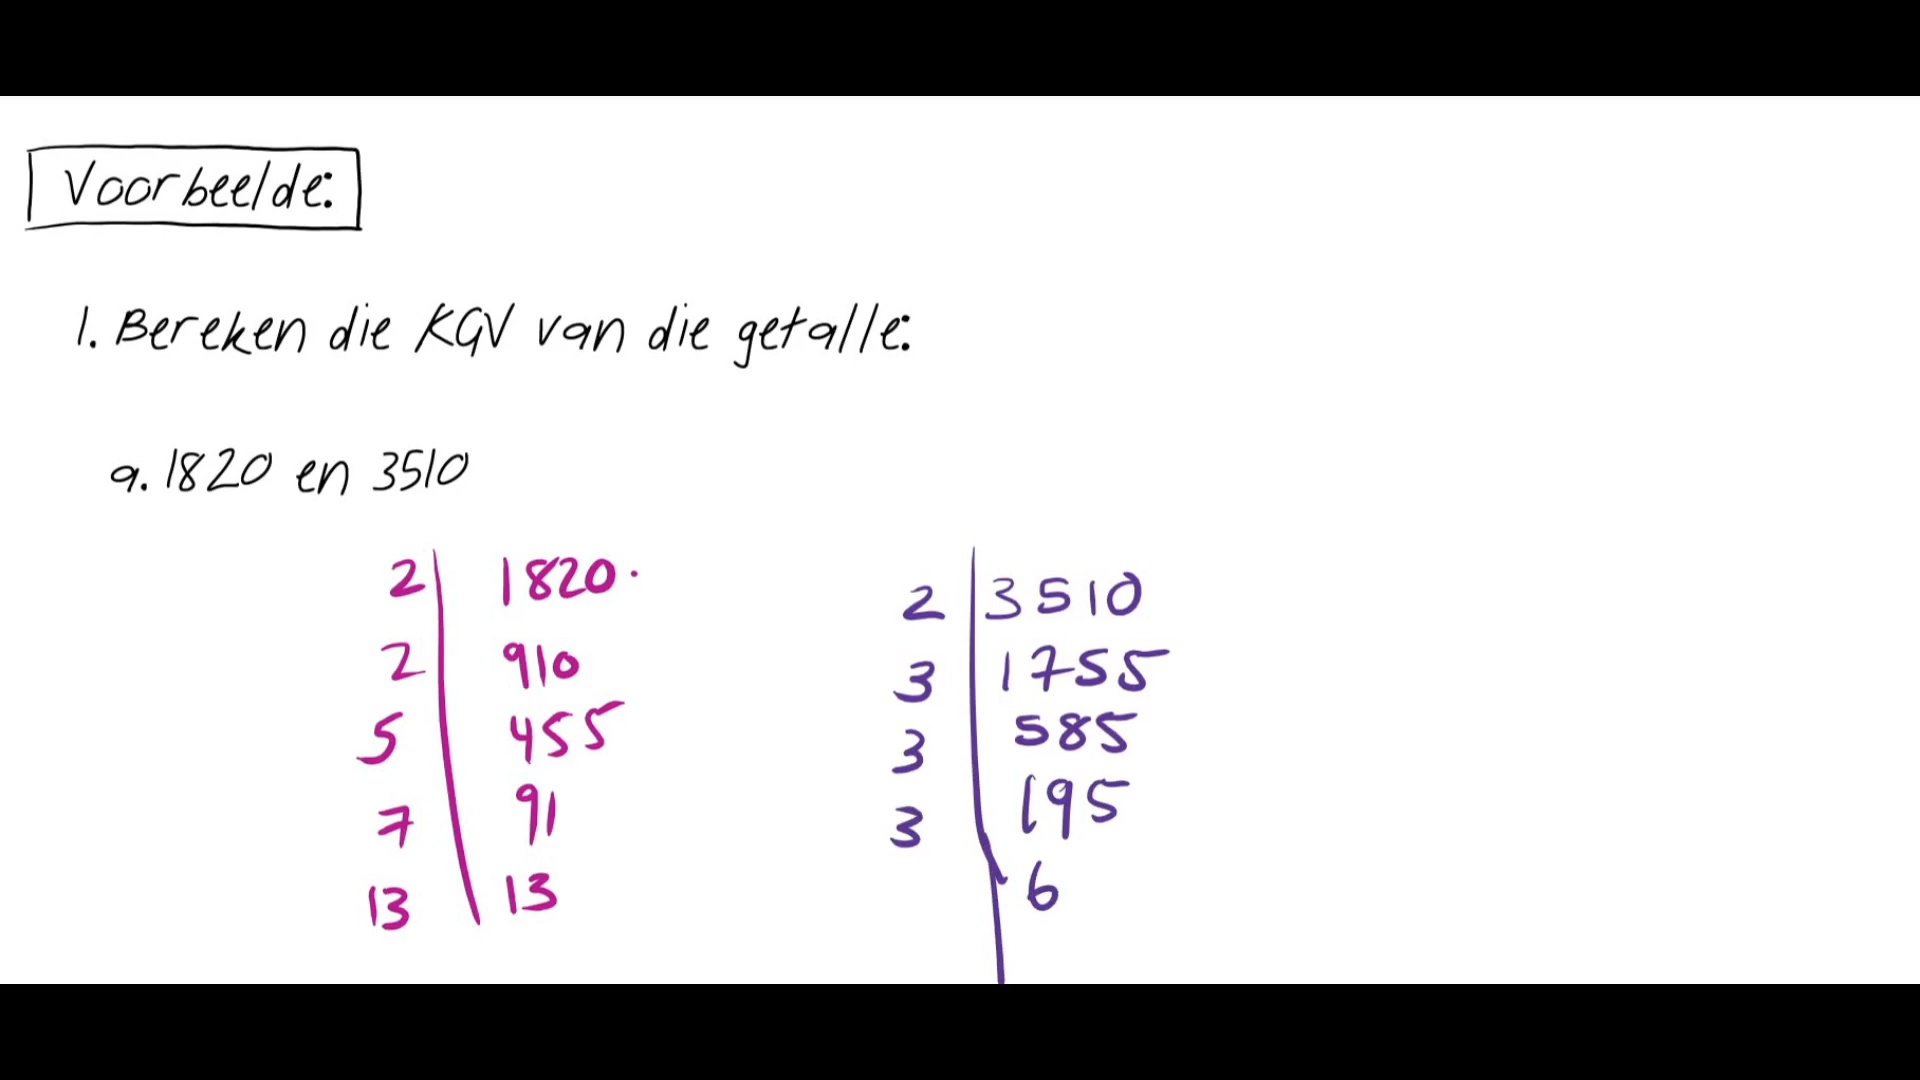 Voorbeelde:
1. Bereken die KGV van die getalle:
a. 1820 en 3510
2 | 1820.
2 | 910
5 | 455
7 | 91
13 | 13
2 | 3510
3 | 1755
3 | 585
3 | 195
6